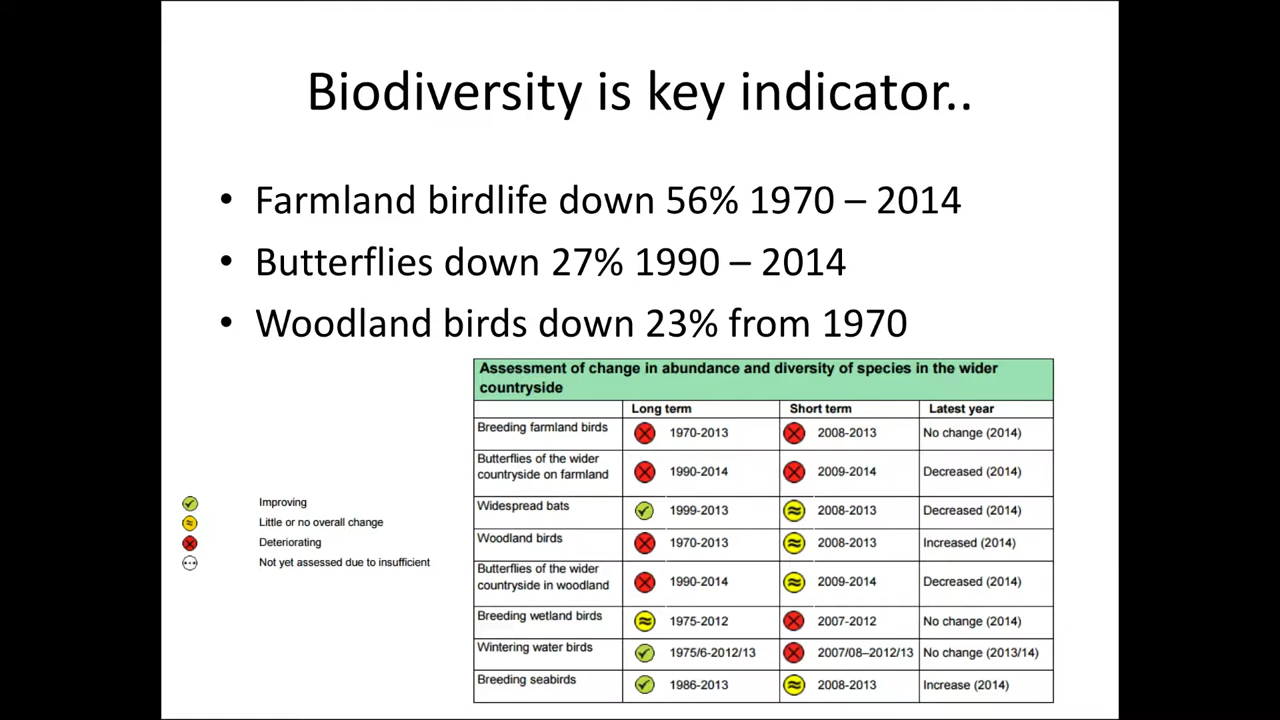 Biodiversity is key indicator..
• Farmland birdlife down 56% 1970 – 2014
• Butterflies down 27% 1990 – 2014
• Woodland birds down 23% from 1970
Improving
Little or no overall change
Deteriorating
Not yet assessed due to insufficient
Assessment of change in abundance and diversity of species in the wider
countryside
Long term Short term Latest year
Breeding farmland birds 1970-2013 2008-2013 No change (2014)
Butterflies of the wider
countryside on farmland 1990-2014 2009-2014 Decreased (2014)
Widespread bats 1999-2013 2008-2013 Decreased (2014)
Woodland birds 1970-2013 2008-2013 Increased (2014)
Butterflies of the wider
countryside in woodland 1990-2014 2009-2014 Decreased (2014)
Breeding wetland birds 1975-2012 2007-2012 No change (2014)
Wintering water birds 1975/6-2012/13 2007/08–2012/13 No change (2013/14)
Breeding seabirds 1986-2013 2008-2013 Increase (2014)